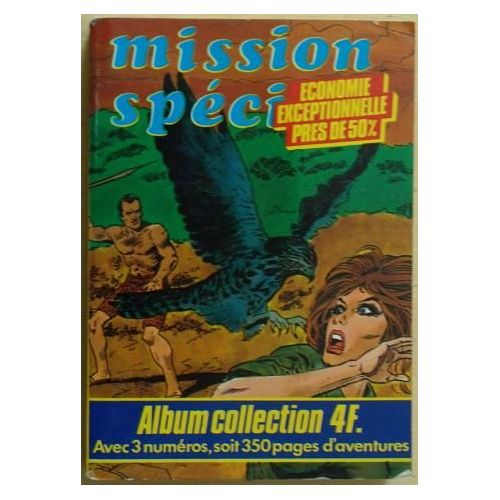 mission
spéci
ECONOMIE
EXCEPTIONNELLE
PRES DE 50%
Album collection 4F.
Avec 3 numéros, soit 350 pages d'aventures